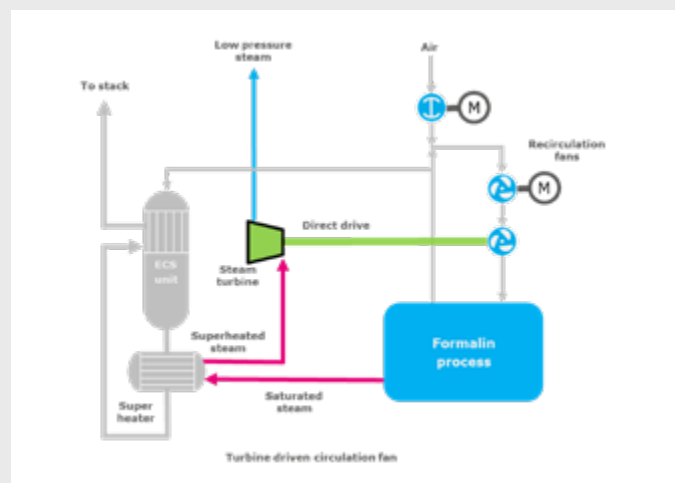 Low pressure
steam
Air
To stack
M
Recirculation
fans
M
Direct drive
ECS
unit
Steam
turbine
Superheated
steam
Formalin
process
Saturated
steam
Super
heater
Turbine driven circulation fan